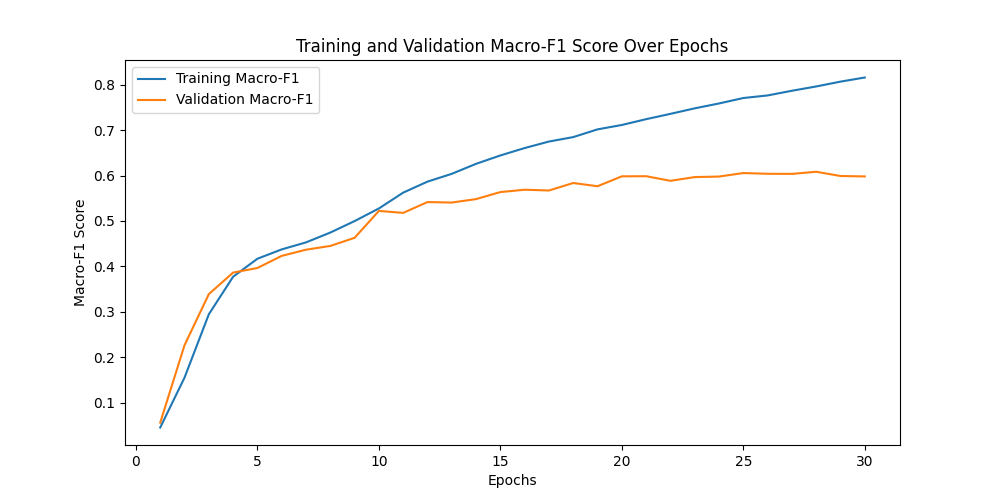 Training and Validation Macro-F1 Score Over Epochs
Training Macro-F1
Validation Macro-F1
Macro-F1 Score
0.8
0.7
0.6
0.5
0.4
0.3
0.2
0.1
0 5 10 15 20 25 30
Epochs